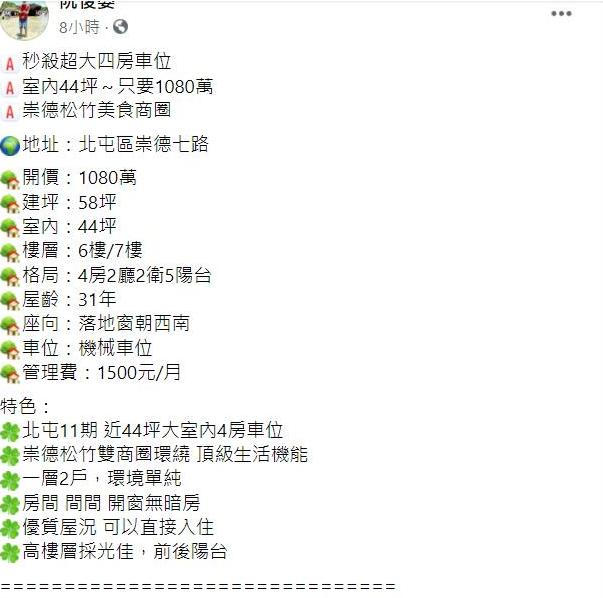 8小時
秒殺超大四房車位
室內44坪～只要1080萬
崇德松竹美食商圈
地址：北屯區崇德七路
開價：1080萬
建坪：58坪
室內：44坪
樓層：6樓/7樓
格局：4房2廳2衛5陽台
屋齡：31年
座向：落地窗朝西南
車位：機械車位
管理費：1500元/月
特色：
北屯11期 近44坪大室內4房車位
崇德松竹雙商圈環繞 頂級生活機能
一層2戶，環境單純
房間 間間 開窗無暗房
優質屋況 可以直接入住
高樓層採光佳，前後陽台
===============================